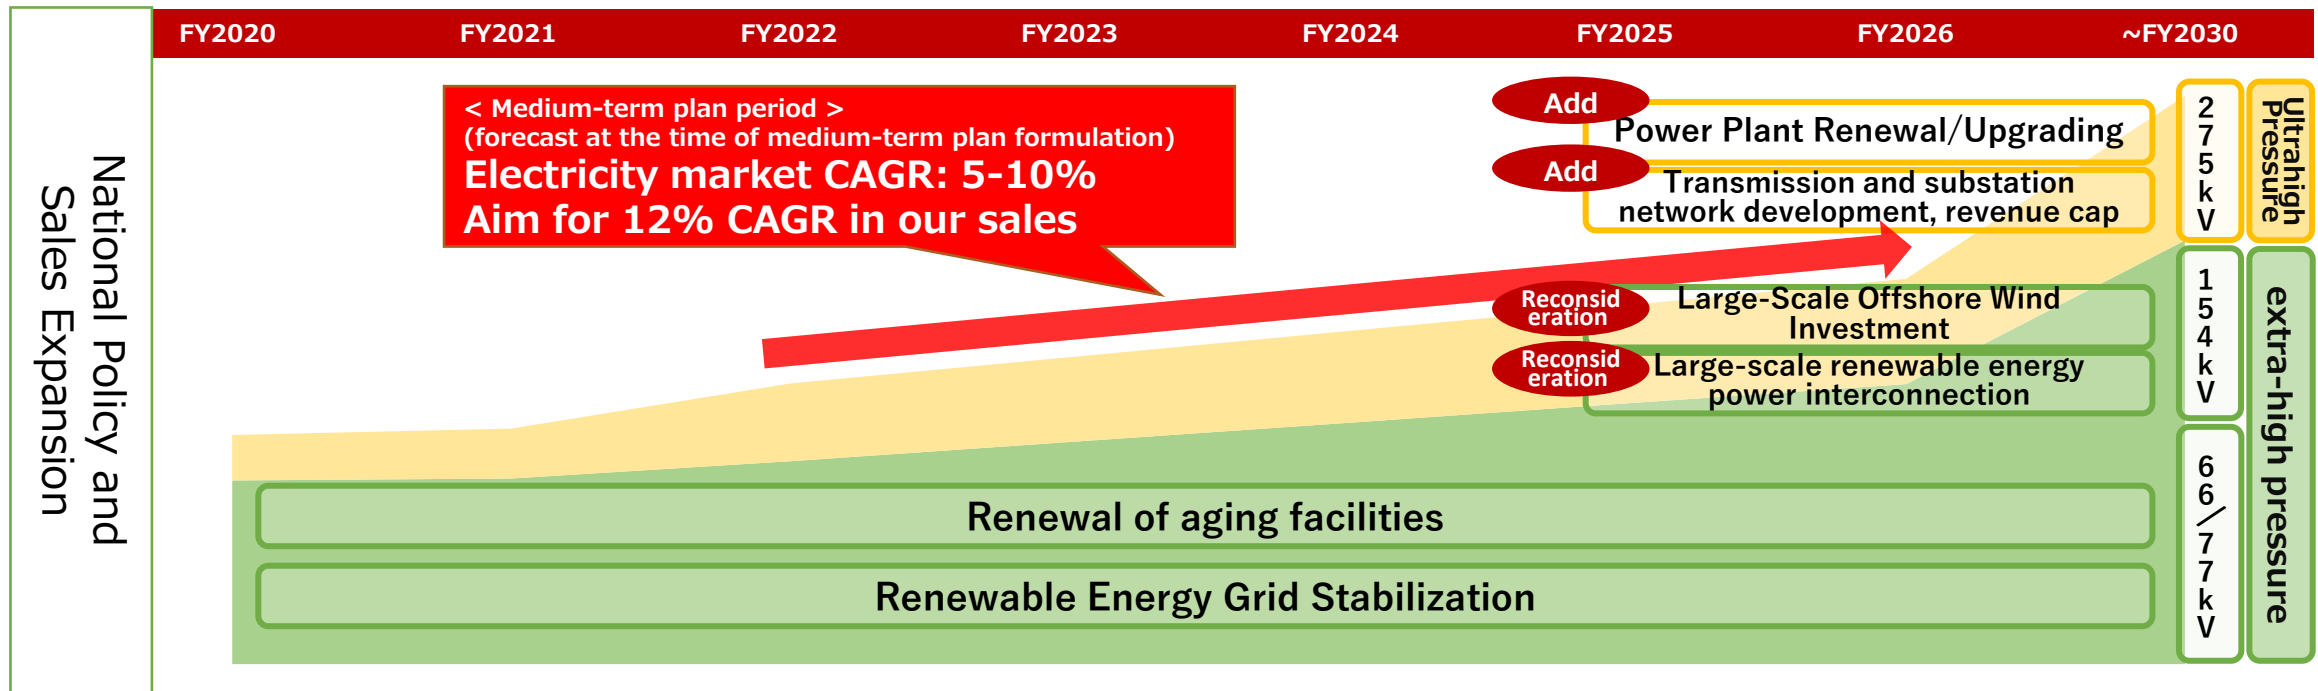 FY2020 FY2021 FY2022 FY2023 FY2024 FY2025 FY2026 ~FY2030
National Policy and
Sales Expansion
< Medium-term plan period >
(forecast at the time of medium-term plan formulation)
Electricity market CAGR: 5-10%
Aim for 12% CAGR in our sales
Add
Power Plant Renewal/Upgrading
Add
Transmission and substation
network development, revenue cap
Reconsid
eration
Large-Scale Offshore Wind
Investment
Reconsid
eration
Large-scale renewable energy
power interconnection
Renewal of aging facilities
Renewable Energy Grid Stabilization
275kV
Ultrahigh
Pressure
154kV
66/77kV
extra-high pressure